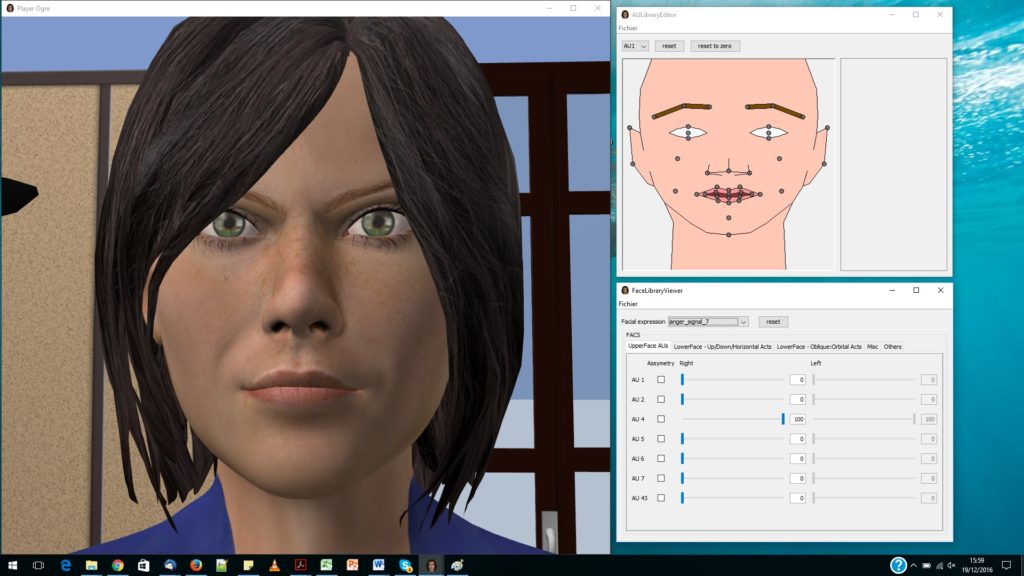 Player Ogre
AULibraryEditor
Fichier
AU1 reset reset to zero
FaceLibraryViewer
Fichier
Facial expression anger_signal_7 reset
FACS
UpperFace AUs LowerFace - Up/Down/Horizontal Acts LowerFace - Oblique:Orbital Acts Misc Others
Assymetry Right Left
AU 1 0 0
AU 2 0 0
AU 4 100 100
AU 5 0 0
AU 6 0 0
AU 7 0 0
AU 43 0 0
15:59
19/12/2016